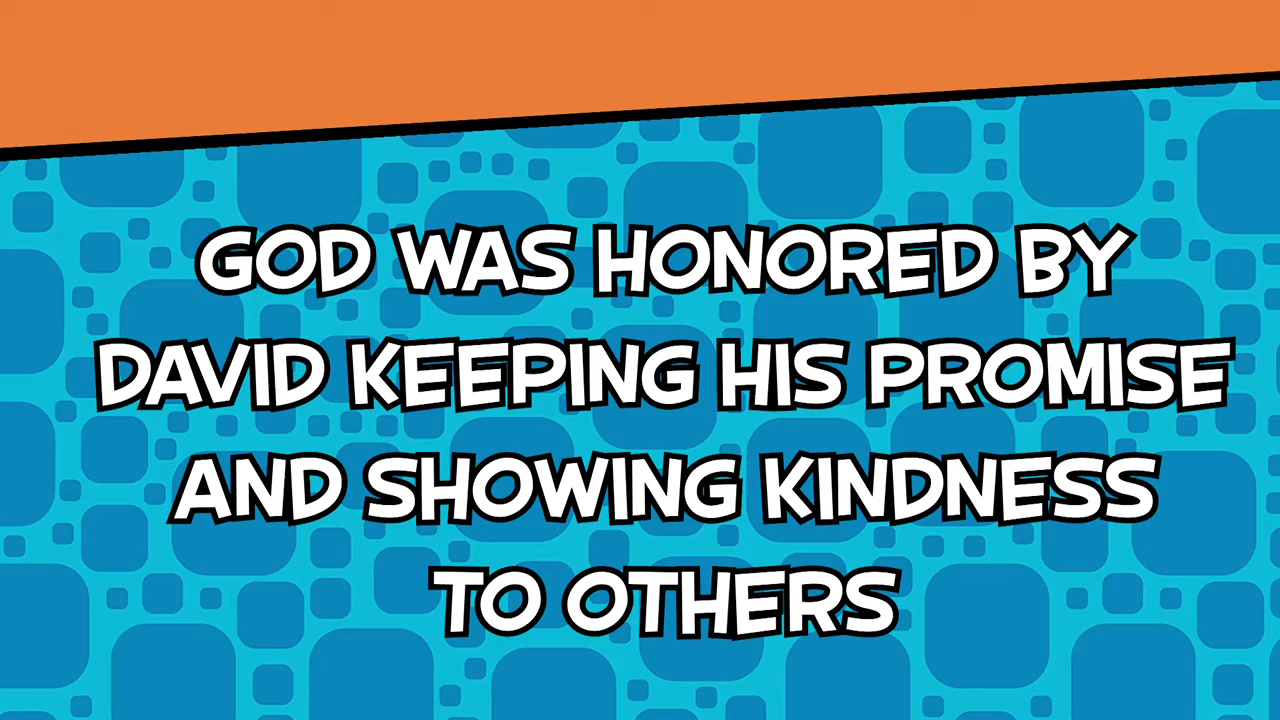 GOD WAS HONORED BY
DAVID KEEPING HIS PROMISE
AND SHOWING KINDNESS
TO OTHERS